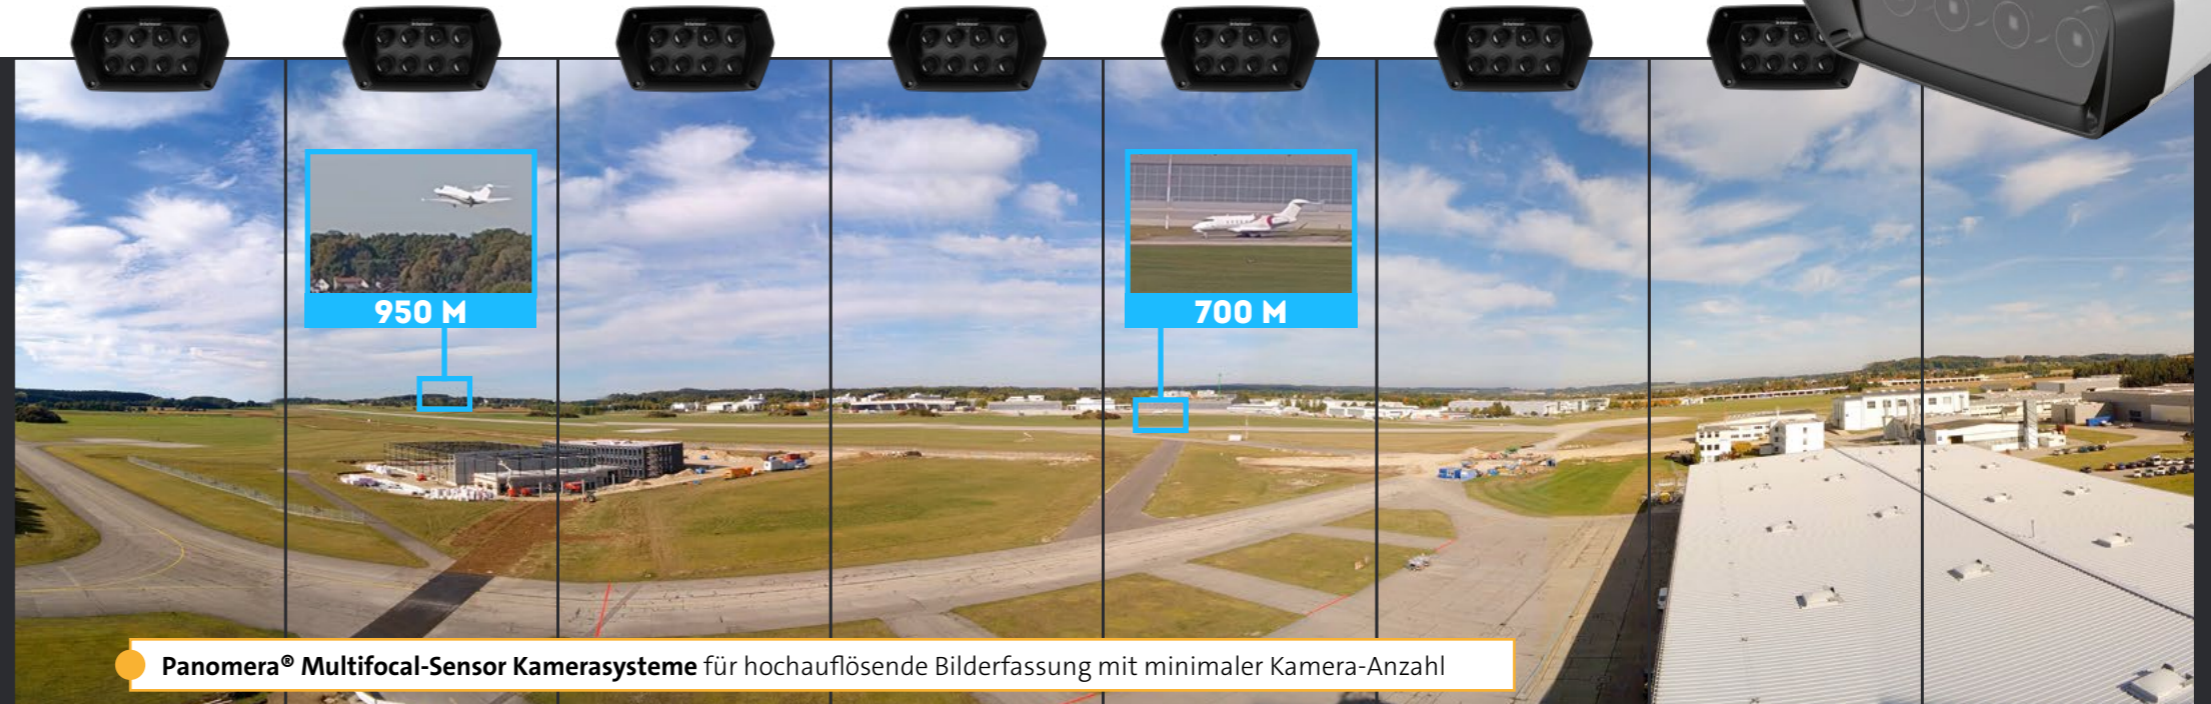 950 M
700 M
Panomera® Multifocal-Sensor Kamerasysteme für hochauflösende Bilderfassung mit minimaler Kamera-Anzahl